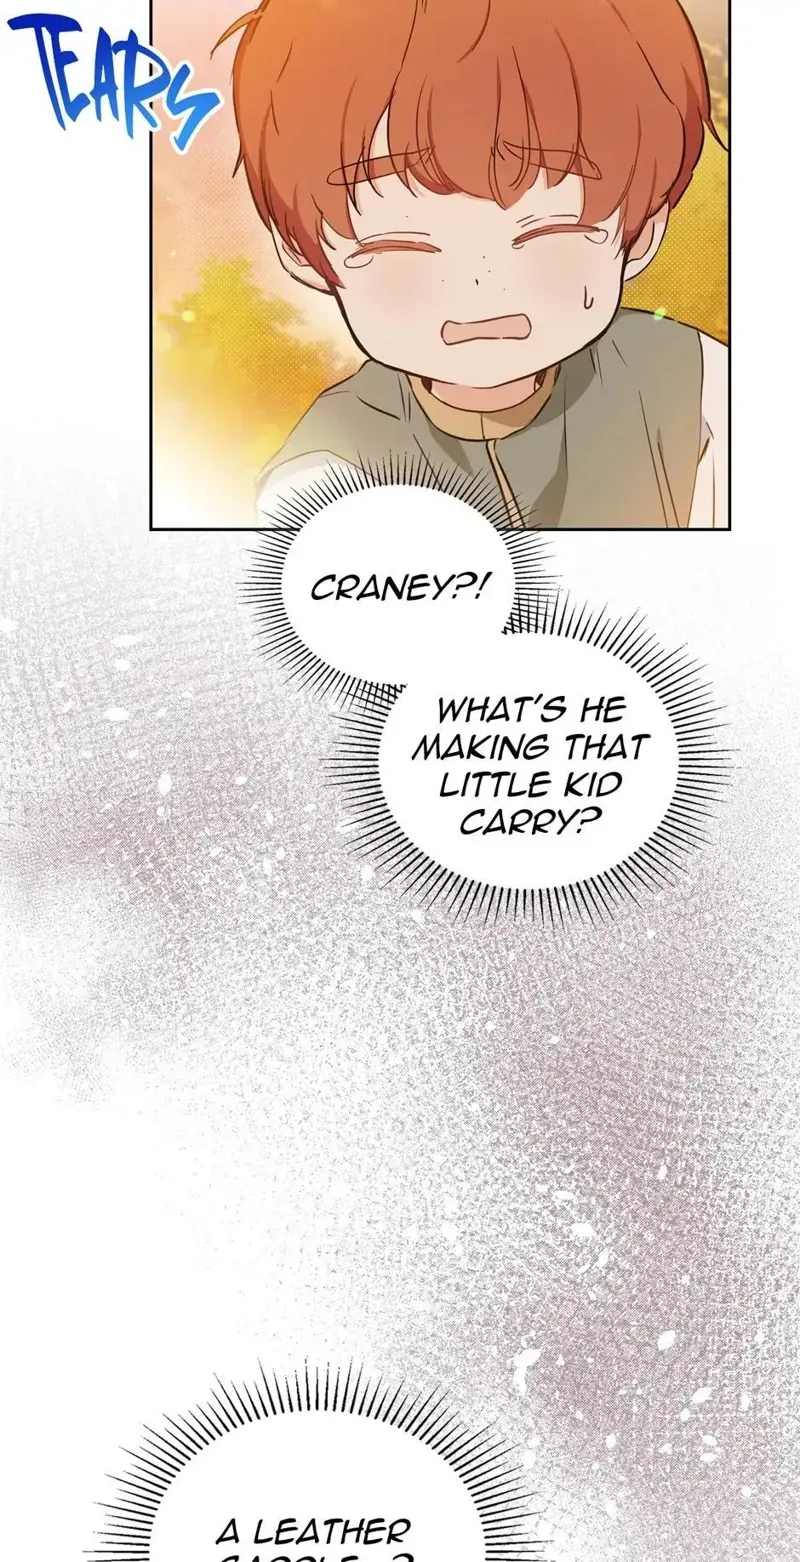 TEARS
CRANEY?!
WHAT'S HE
MAKING THAT
LITTLE KID
CARRY?
A LEATHER